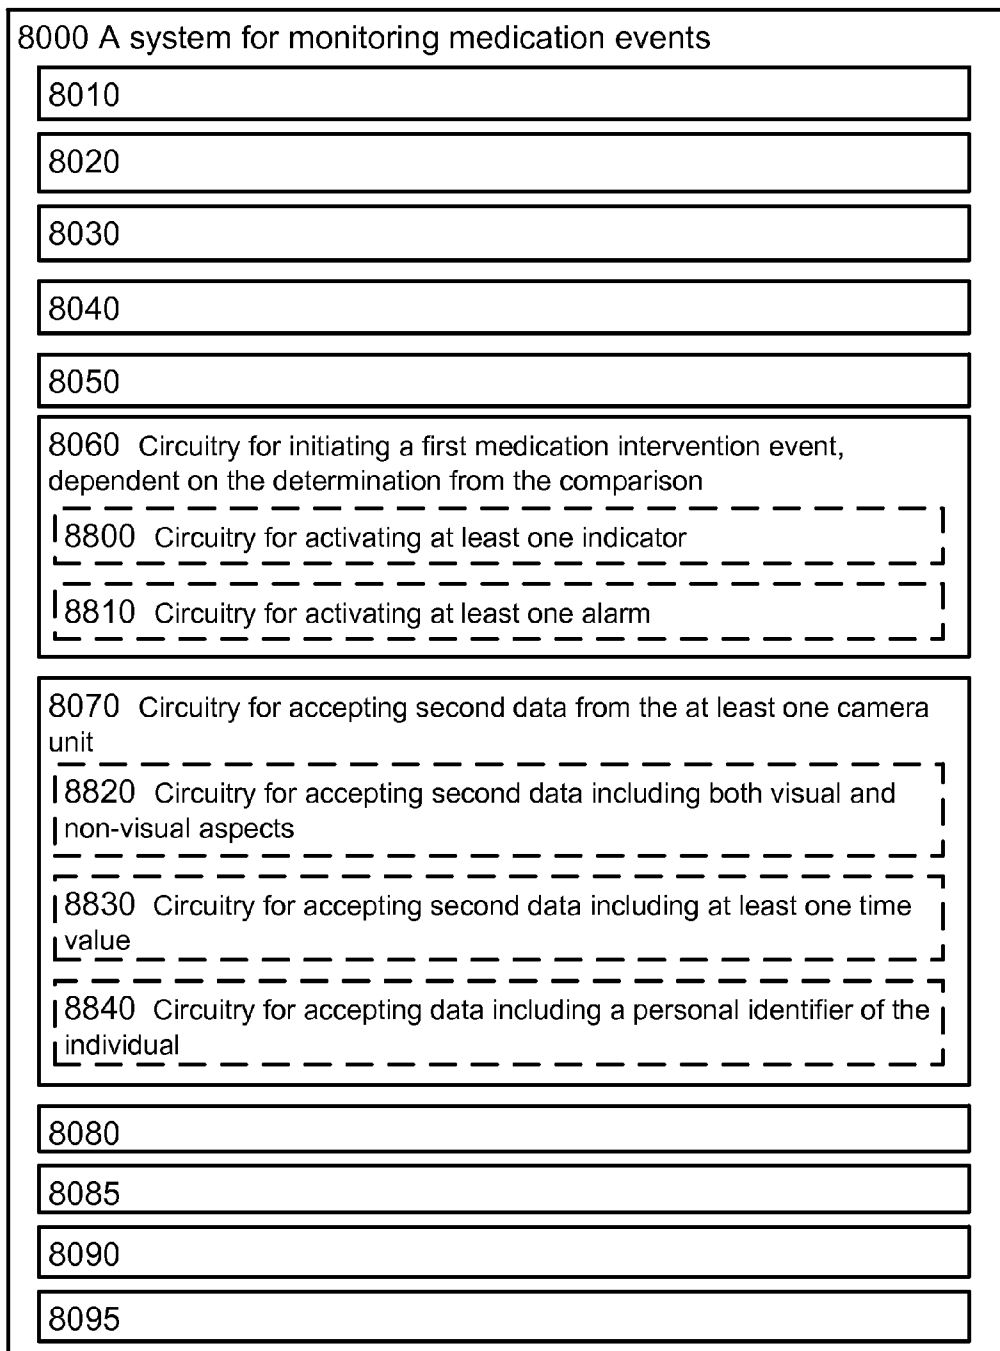 8000 A system for monitoring medication events
8010
8020
8030
8040
8050
8060 Circuitry for initiating a first medication intervention event,
dependent on the determination from the comparison
8800 Circuitry for activating at least one indicator
8810 Circuitry for activating at least one alarm
8070 Circuitry for accepting second data from the at least one camera
unit
8820 Circuitry for accepting second data including both visual and
non-visual aspects
8830 Circuitry for accepting second data including at least one time
value
8840 Circuitry for accepting data including a personal identifier of the
individual
8080
8085
8090
8095